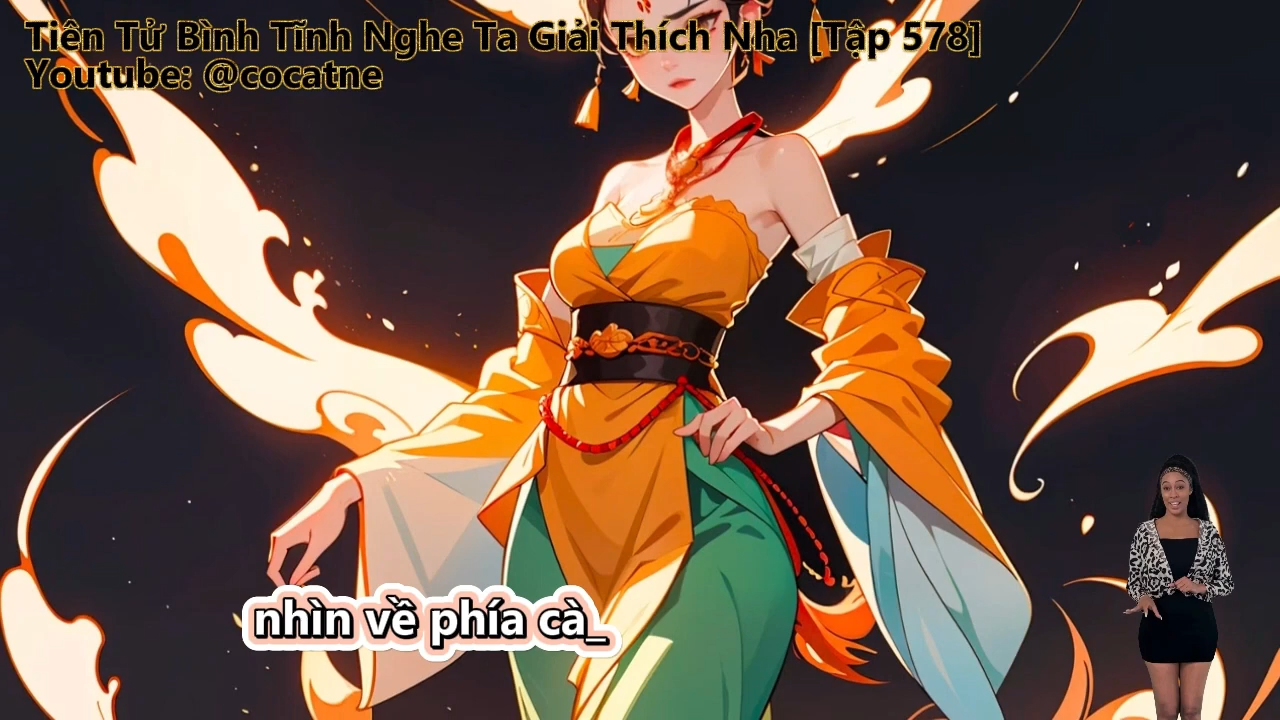 Tiên Tử Bình Tĩnh Nghe Ta Giải Thích Nha [Tập 578]
Youtube: @cocatne
nhìn về phía cà_